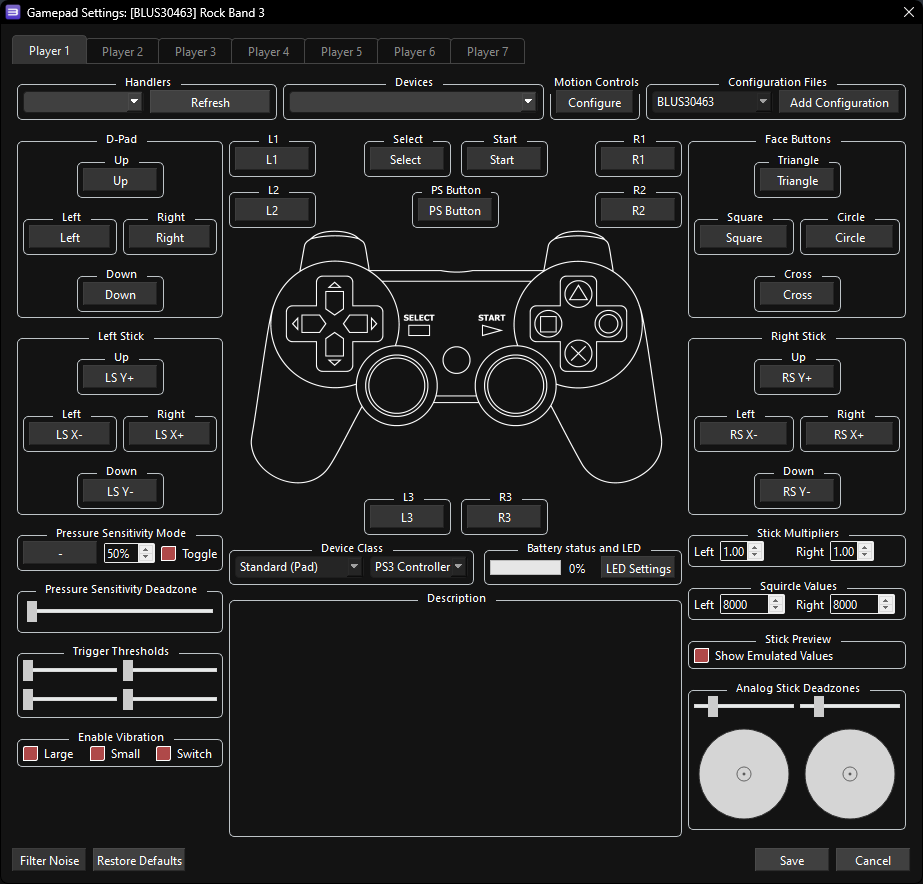 Gamepad Settings: [BLUS30463] Rock Band 3
Player 1 Player 2 Player 3 Player 4 Player 5 Player 6 Player 7
Handlers Devices Motion Controls Configuration Files
Refresh Configure BLUS30463 Add Configuration
D-Pad L1 Select Start R1 Face Buttons
Up L1 Select Start R1 Triangle
Up Triangle
L2 PS Button R2
Left Right L2 PS Button R2 Square Circle
Left Right Square Circle
Down Cross
Down Cross
SELECT START
Left Stick Right Stick
Up Up
LS Y+ RS Y+
Left Right Left Right
LS X- LS X+ RS X- RS X+
Down Down
LS Y- RS Y-
L3 R3
L3 R3
Pressure Sensitivity Mode Stick Multipliers
- 50% Toggle Device Class Battery status and LED Left 1.00 Right 1.00
Standard (Pad) PS3 Controller 0% LED Settings
Pressure Sensitivity Deadzone Description Squircle Values
Left 8000 Right 8000
Trigger Thresholds Stick Preview
Show Emulated Values
Analog Stick Deadzones
Enable Vibration
Large Small Switch
Filter Noise Restore Defaults Save Cancel